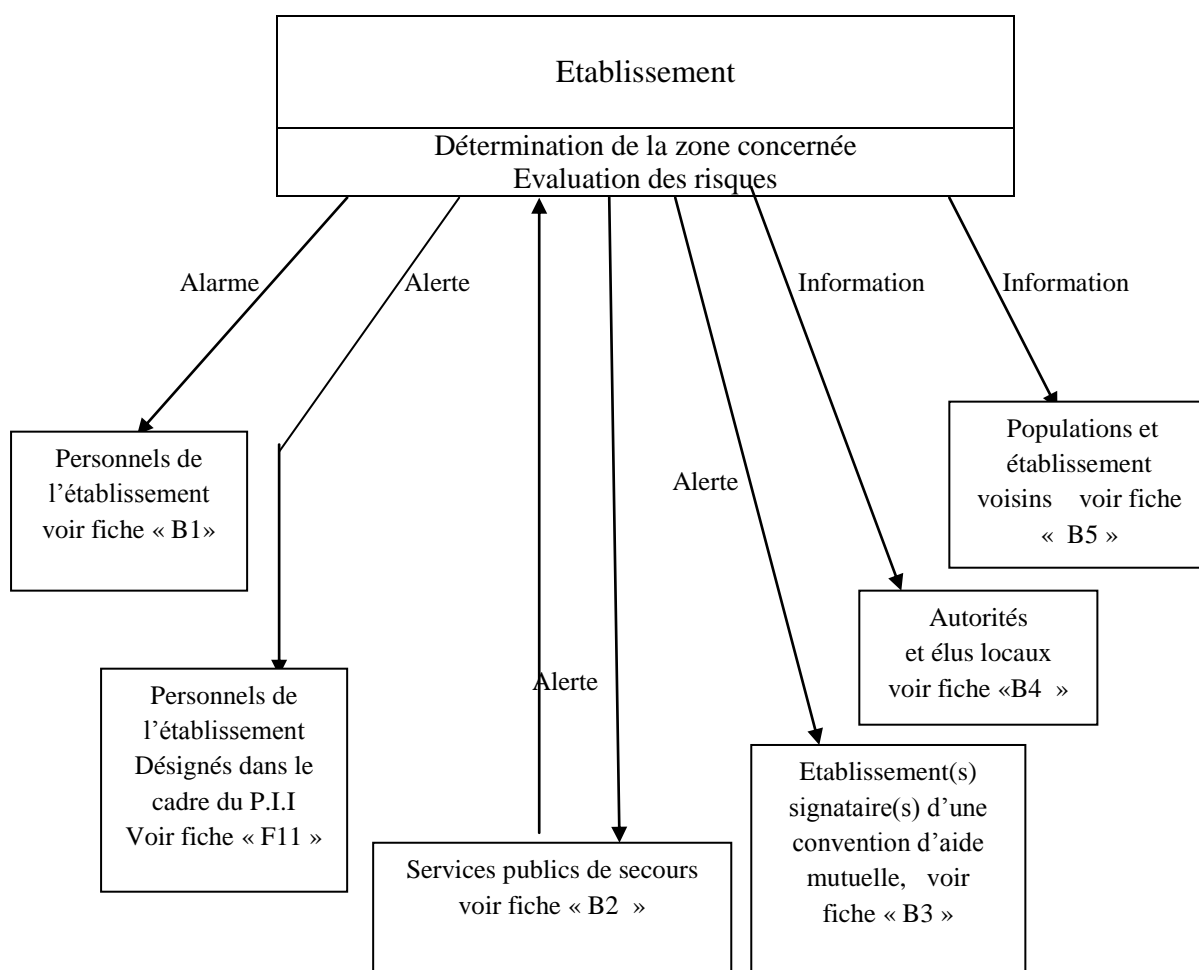 Etablissement
Détermination de la zone concernée
Evaluation des risques
Alarme
Alerte
Information
Information
Personnels de
l'établissement
voir fiche « B1»
Populations et
établissement
voisins voir fiche
« B5 »
Alerte
Autorités
et élus locaux
voir fiche «B4 »
Alerte
Personnels de
l'établissement
Désignés dans le
cadre du P.I.I
Voir fiche « F11 »
Etablissement(s)
signataire(s) d'une
convention d'aide
mutuelle, voir
fiche « B3 »
Services publics de secours
voir fiche « B2 »